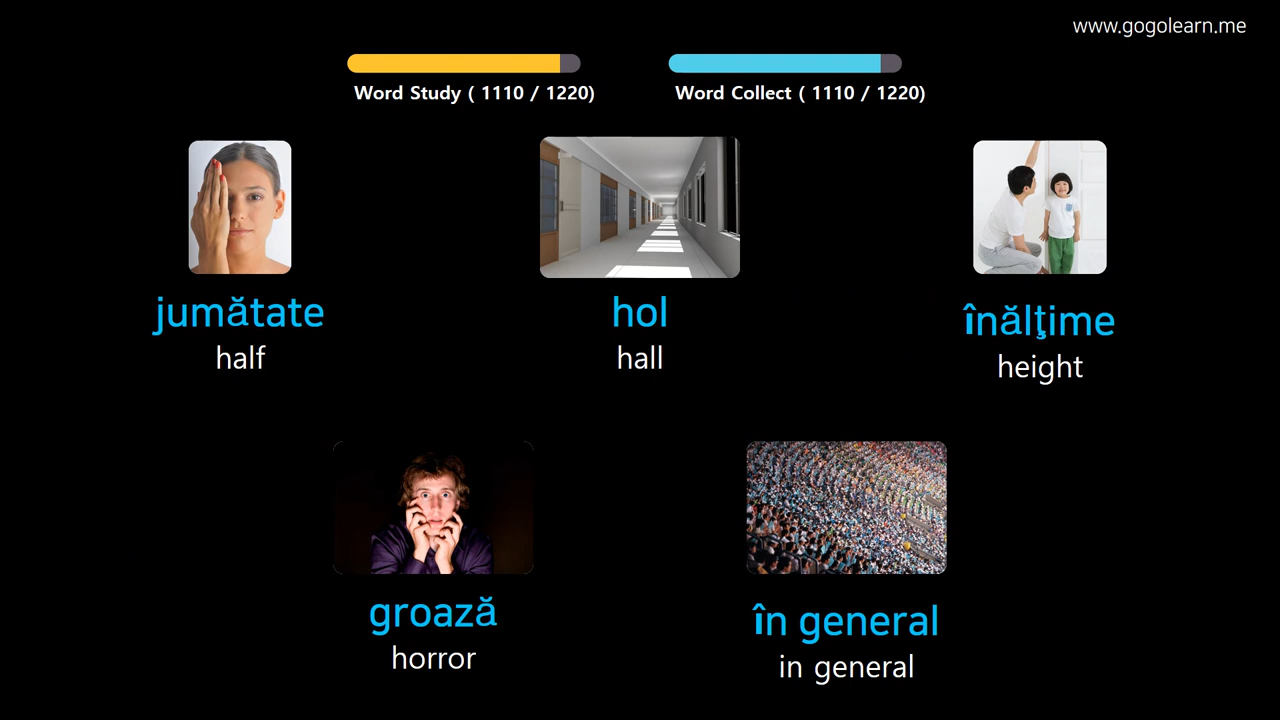 www.gogolearn.me
Word Study ( 1110 / 1220)
Word Collect ( 1110 / 1220)
jumătate
half
hol
hall
înălţime
height
groază
horror
în general
in general